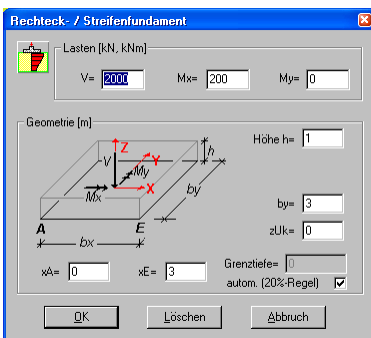 Rechteck- / Streifenfundament
Lasten [kN, kNm]
V= 2000 Mx= 200 My= 0
Geometrie [m]
Höhe h= 1
Z
V My Y h
Mx X by
by= 3
A E
zUk= 0
bx
xA= 0 xE= 3 Grenztiefe= 0
autom. (20%-Regel)
OK Löschen Abbruch